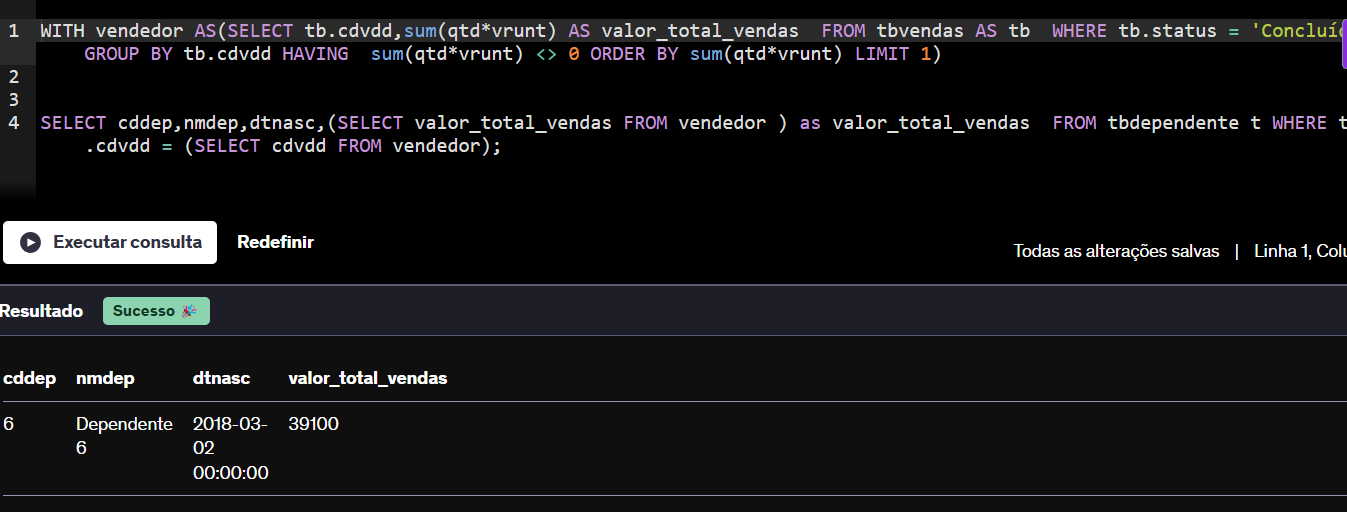 1 WITH vendedor AS(SELECT tb.cdvdd,sum(qtd*vrunt) AS valor_total_vendas  FROM tbvendas AS tb  WHERE tb.status = 'Concluíd
GROUP BY tb.cdvdd HAVING  sum(qtd*vrunt) <> 0 ORDER BY sum(qtd*vrunt) LIMIT 1)
2
3
4 SELECT cddep,nmdep,dtnasc,(SELECT valor_total_vendas FROM vendedor ) as valor_total_vendas  FROM tbdependente t WHERE t
.cdvdd = (SELECT cdvdd FROM vendedor);
Executar consulta Redefinir
Todas as alterações salvas | Linha 1, Colu
Resultado Sucesso 🎉
cddep nmdep dtnasc valor_total_vendas
6 Dependente 2018-03- 39100
6 02
00:00:00